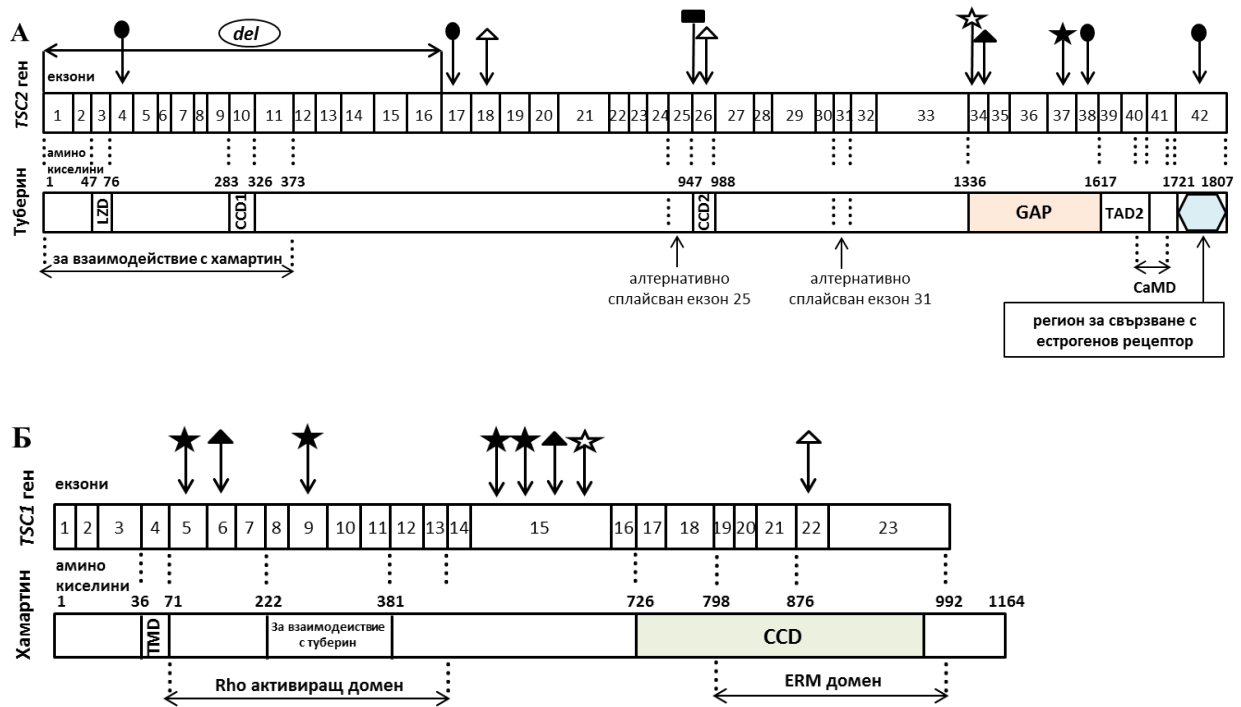 А
del
TSC2 ген
екзони
1 2 3 4 5 6 7 8 9 10 11 12 13 14 15 16 17 18 19 20 21 22 23 24 25 26 27 28 29 30 31 32 33 34 35 36 37 38 39 40 41 42
амино
киселини
1 47 76 283 326 373 947 988 1336 1617 1721 1807
Туберин
LZD CCD1 CCD2 GAP TAD2
за взаимодействие с хамартин
алтернативно
сплайсван екзон 25
алтернативно
сплайсван екзон 31
CaMD
регион за свързване с
естрогенов рецептор
Б
TSC1 ген
екзони
1 2 3 4 5 6 7 8 9 10 11 12 13 14 15 16 17 18 19 20 21 22 23
амино
киселини
1 36 71 222 381 726 798 876 992 1164
Хамартин
TMD
За взаимодеиствие
с туберин
CCD
Rho активиращ домен
ERM домен